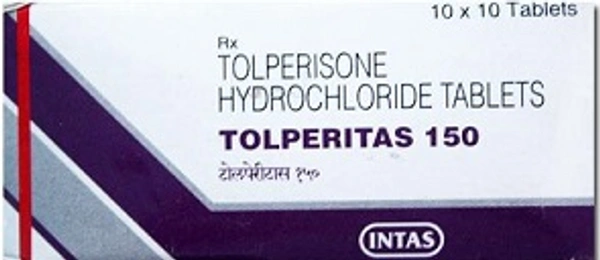 10 x 10 Tablets
Rx
TOLPERISONE
HYDROCHLORIDE TABLETS
TOLPERITAS 150
टोलपेरीटास १५०
INTAS